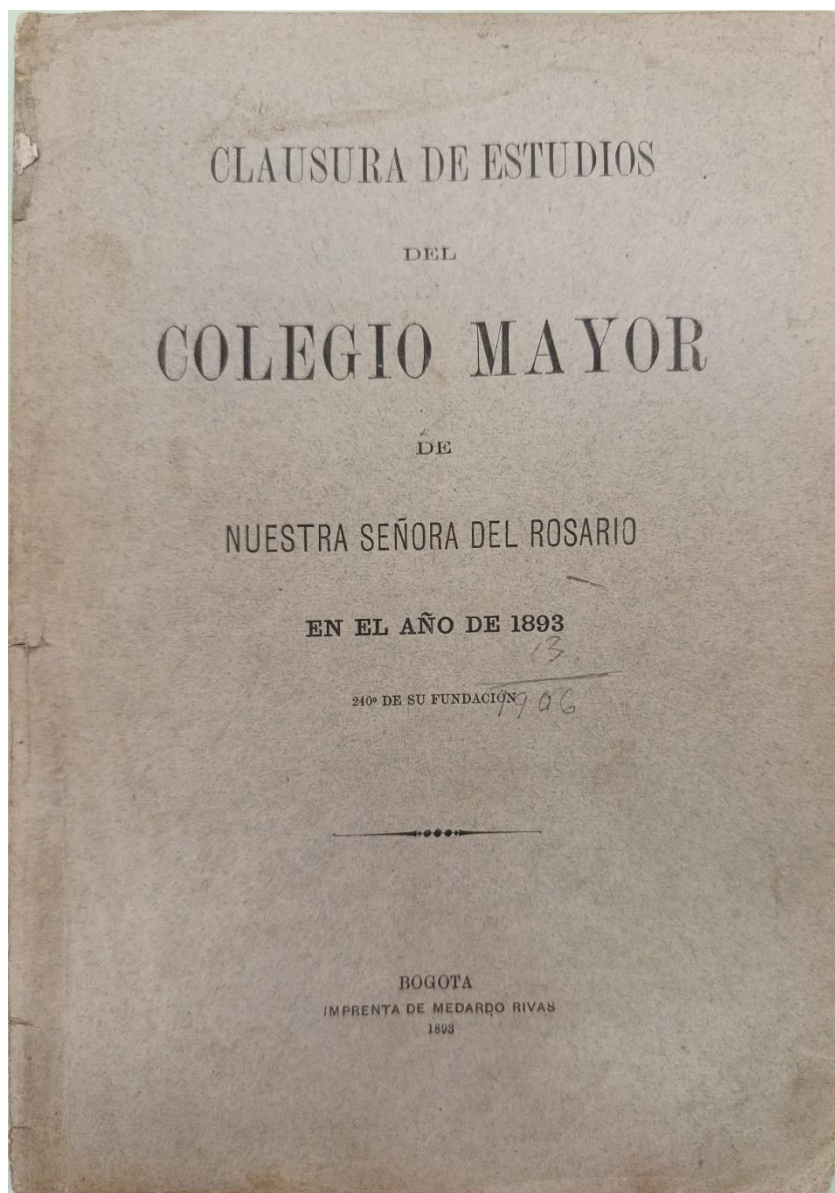 CLAUSURA DE ESTUDIOS
DEL
COLEGIO MAYOR
DE
NUESTRA SEÑORA DEL ROSARIO
EN EL AÑO DE 1893
13
240º DE SU FUNDACIÓN
1906
BOGOTA
IMPRENTA DE MEDARDO RIVAS
1893